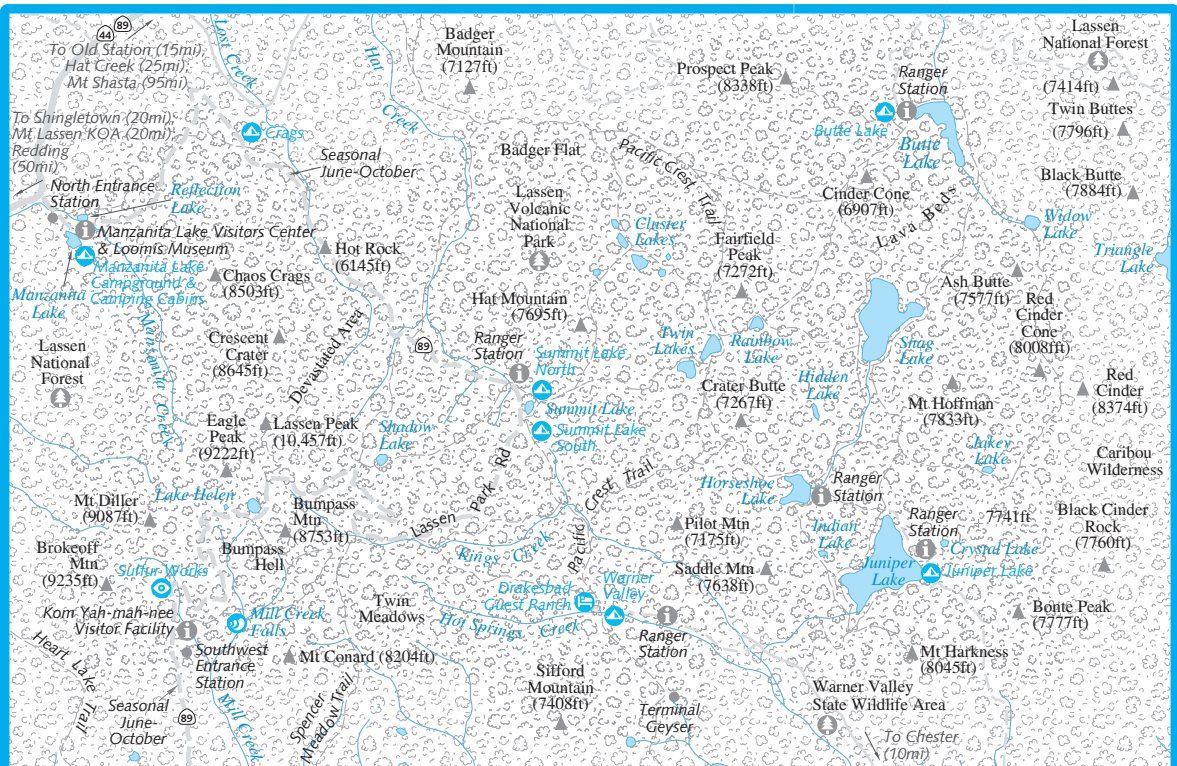 44
89
To Old Station (15mi)
Hat Creek (25mi)
Mt Shasta (95mi)
Lost Creek
Hat
Creek
Badger
Mountain
(7127ft)
Prospect Peak
(8338ft)
Ranger
Station
Lassen
National Forest
(7414ft)
Twin Buttes
(7796ft)
To Shingletown (20mi)
Mt Lassen KOA (20mi)
Redding
(50mi)
Crags
Butte Lake
Butte
Lake
Seasonal
June-October
Badger Flat
Pacific Crest
Trail
Black Butte
(7884ft)
North Entrance
Station
Reflection
Lake
Lassen
Volcanic
National
Park
Cinder Cone
(6907ft)
Lava Beds
Widow
Lake
Manzanita Lake Visitors Center
& Loomis Museum
Hot Rock
(6145ft)
Cluster
Lakes
Fairfield
Peak
(7272ft)
Triangle
Lake
Manzanita Lake
Campground &
Camping Cabins
Chaos Crags
(8503ft)
Ash Butte
(7577ft)
Manzanita
Lake
Hat Mountain
(7695ft)
Red
Cinder
Cone
(8008fft)
Manzanita
Creek
Crescent
Crater
(8645ft)
Devastated Area
89
Ranger
Station
Summit Lake
North
Twin
Lakes
Rainbow
Lake
Snag
Lake
Lassen
National
Forest
Crater Butte
(7267ft)
Hidden
Lake
Red
Cinder
(8374ft)
Mt Hoffman
(7833ft)
Eagle
Peak
(9222ft)
Lassen Peak
(10,457ft)
Shadow
Lake
Summit Lake
Summit Lake
South
Jakey
Lake
Caribou
Wilderness
Lassen
Park
Rd
Crest
Trail
Pacific
Horseshoe
Lake
Ranger
Station
Lake Helen
Mt Diller
(9087ft)
Bumpass
Mtn
(8753ft)
Ranger
Station
7741ft
Black Cinder
Rock
(7760ft)
Kings Creek
Pilot Mtn
(7175ft)
Indian
Lake
Crystal Lake
Brokeoff
Mtn
(9235ft)
Bumpass
Hell
Sulfur Works
Saddle Mtn
(7638ft)
Juniper
Lake
Juniper Lake
Drakesbad
Guest Ranch
Warner
Valley
Kom Yah-mah-nee
Visitor Facility
Mill Creek
Falls
Twin
Meadows
Hot Springs
Creek
Bonte Peak
(7777ft)
Ranger
Station
Heart Lake
Trail
Southwest
Entrance
Station
Mt Conard (8204ft)
Mt Harkness
(8045ft)
Sifford
Mountain
(7408ft)
Spencer
Meadow Trail
Warner Valley
State Wildlife Area
Seasonal
June-
October
89
Mill Creek
Terminal
Geyser
To Chester
(10mi)